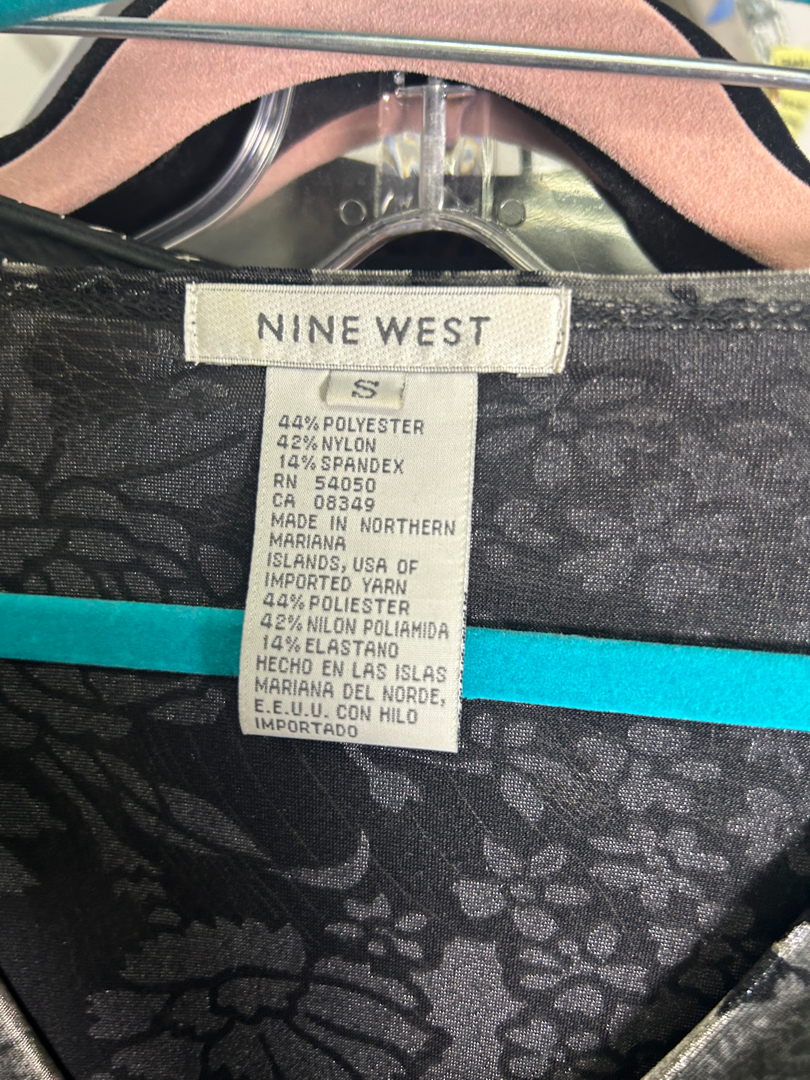 NINE WEST
S
44% POLYESTER
42% NYLON
14% SPANDEX
RN 54050
CA 08349
MADE IN NORTHERN
MARIANA
ISLANDS, USA OF
IMPORTED YARN
44% POLIESTER
42% NILON POLIAMIDA
14% ELASTANO
HECHO EN LAS ISLAS
MARIANA DEL NORDE,
E.E.U.U. CON HILO
IMPORTADO